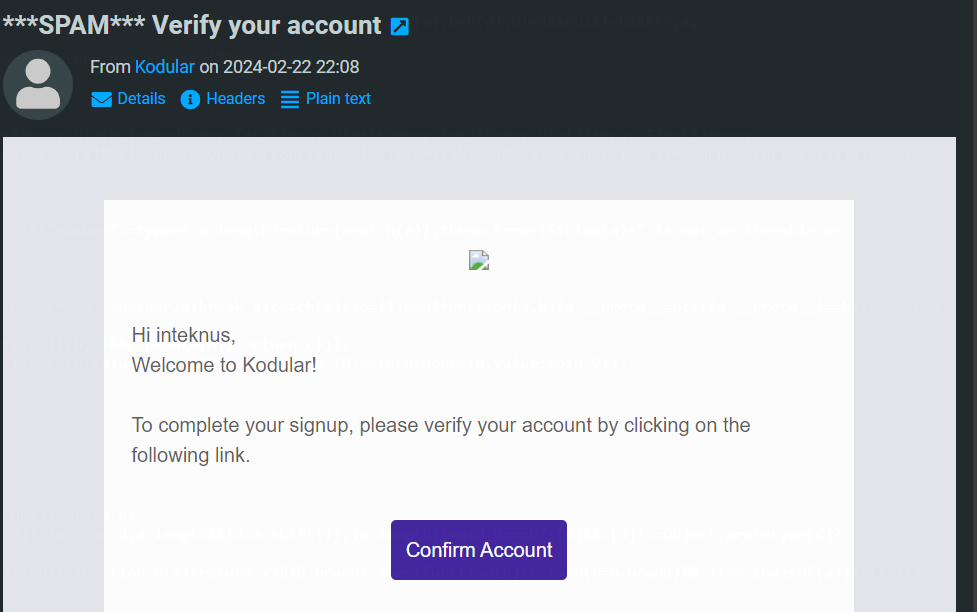 ***SPAM*** Verify your account
From Kodular on 2024-02-22 22:08
Details Headers Plain text
Hi inteknus,
Welcome to Kodular!
To complete your signup, please verify your account by clicking on the
following link.
Confirm Account